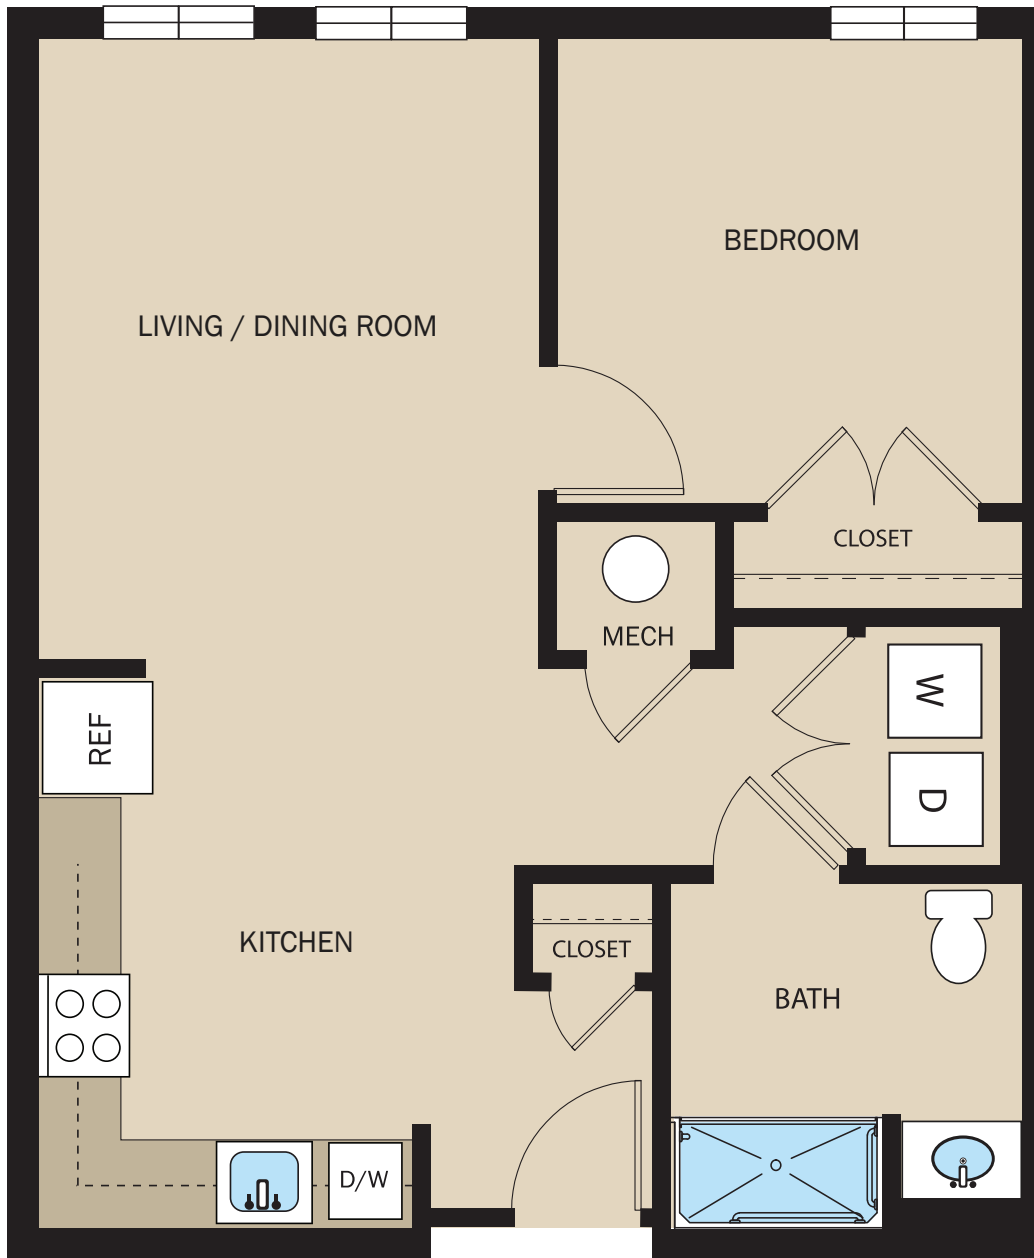 BEDROOM
LIVING / DINING ROOM
CLOSET
MECH
W
REF
D
KITCHEN
CLOSET
BATH
D/W